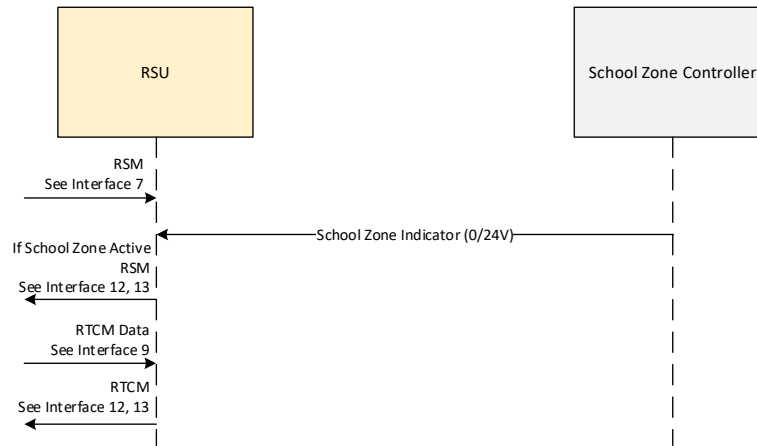 RSU
School Zone Controller
RSM
See Interface 7
School Zone Indicator (0/24V)
If School Zone Active
RSM
See Interface 12, 13
RTCM Data
See Interface 9
RTCM
See Interface 12, 13